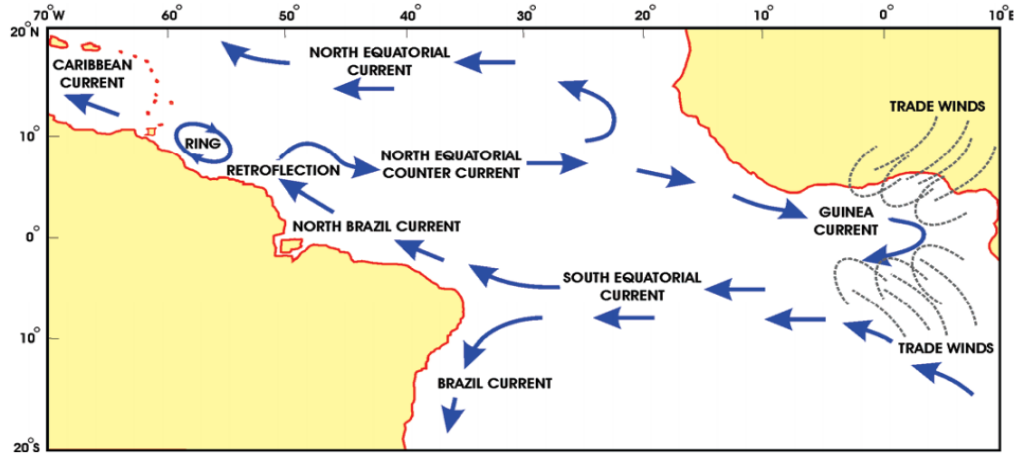 70°W 60° 50° 40° 30° 20° 10° 0° 10°E
20°N
CARIBBEAN
CURRENT
NORTH EQUATORIAL
CURRENT
TRADE WINDS
10°
RING
RETROFLECTION
NORTH EQUATORIAL
COUNTER CURRENT
GUINEA
CURRENT
NORTH BRAZIL CURRENT
0°
SOUTH EQUATORIAL
CURRENT
10°
TRADE WINDS
BRAZIL CURRENT
20°S